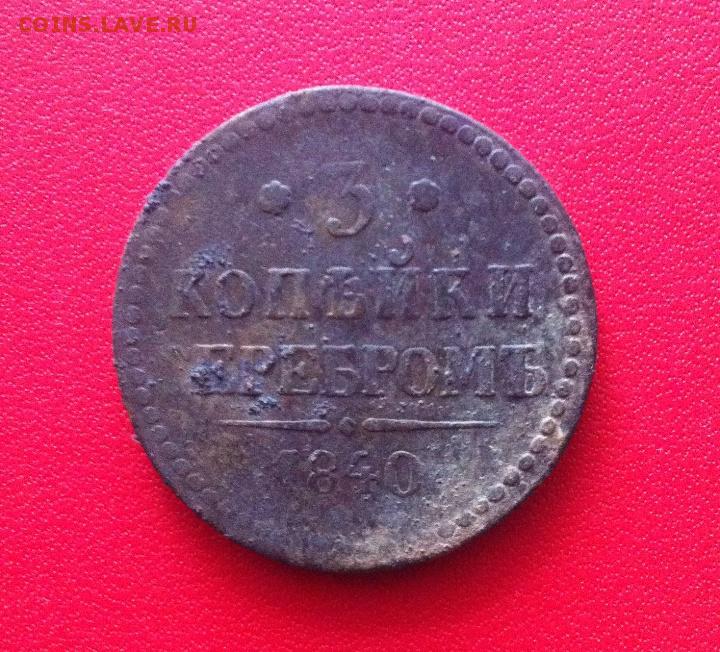 COINS.LAVE.RU
3
КОПѢЙКИ
СЕРЕБРОМЪ
1840